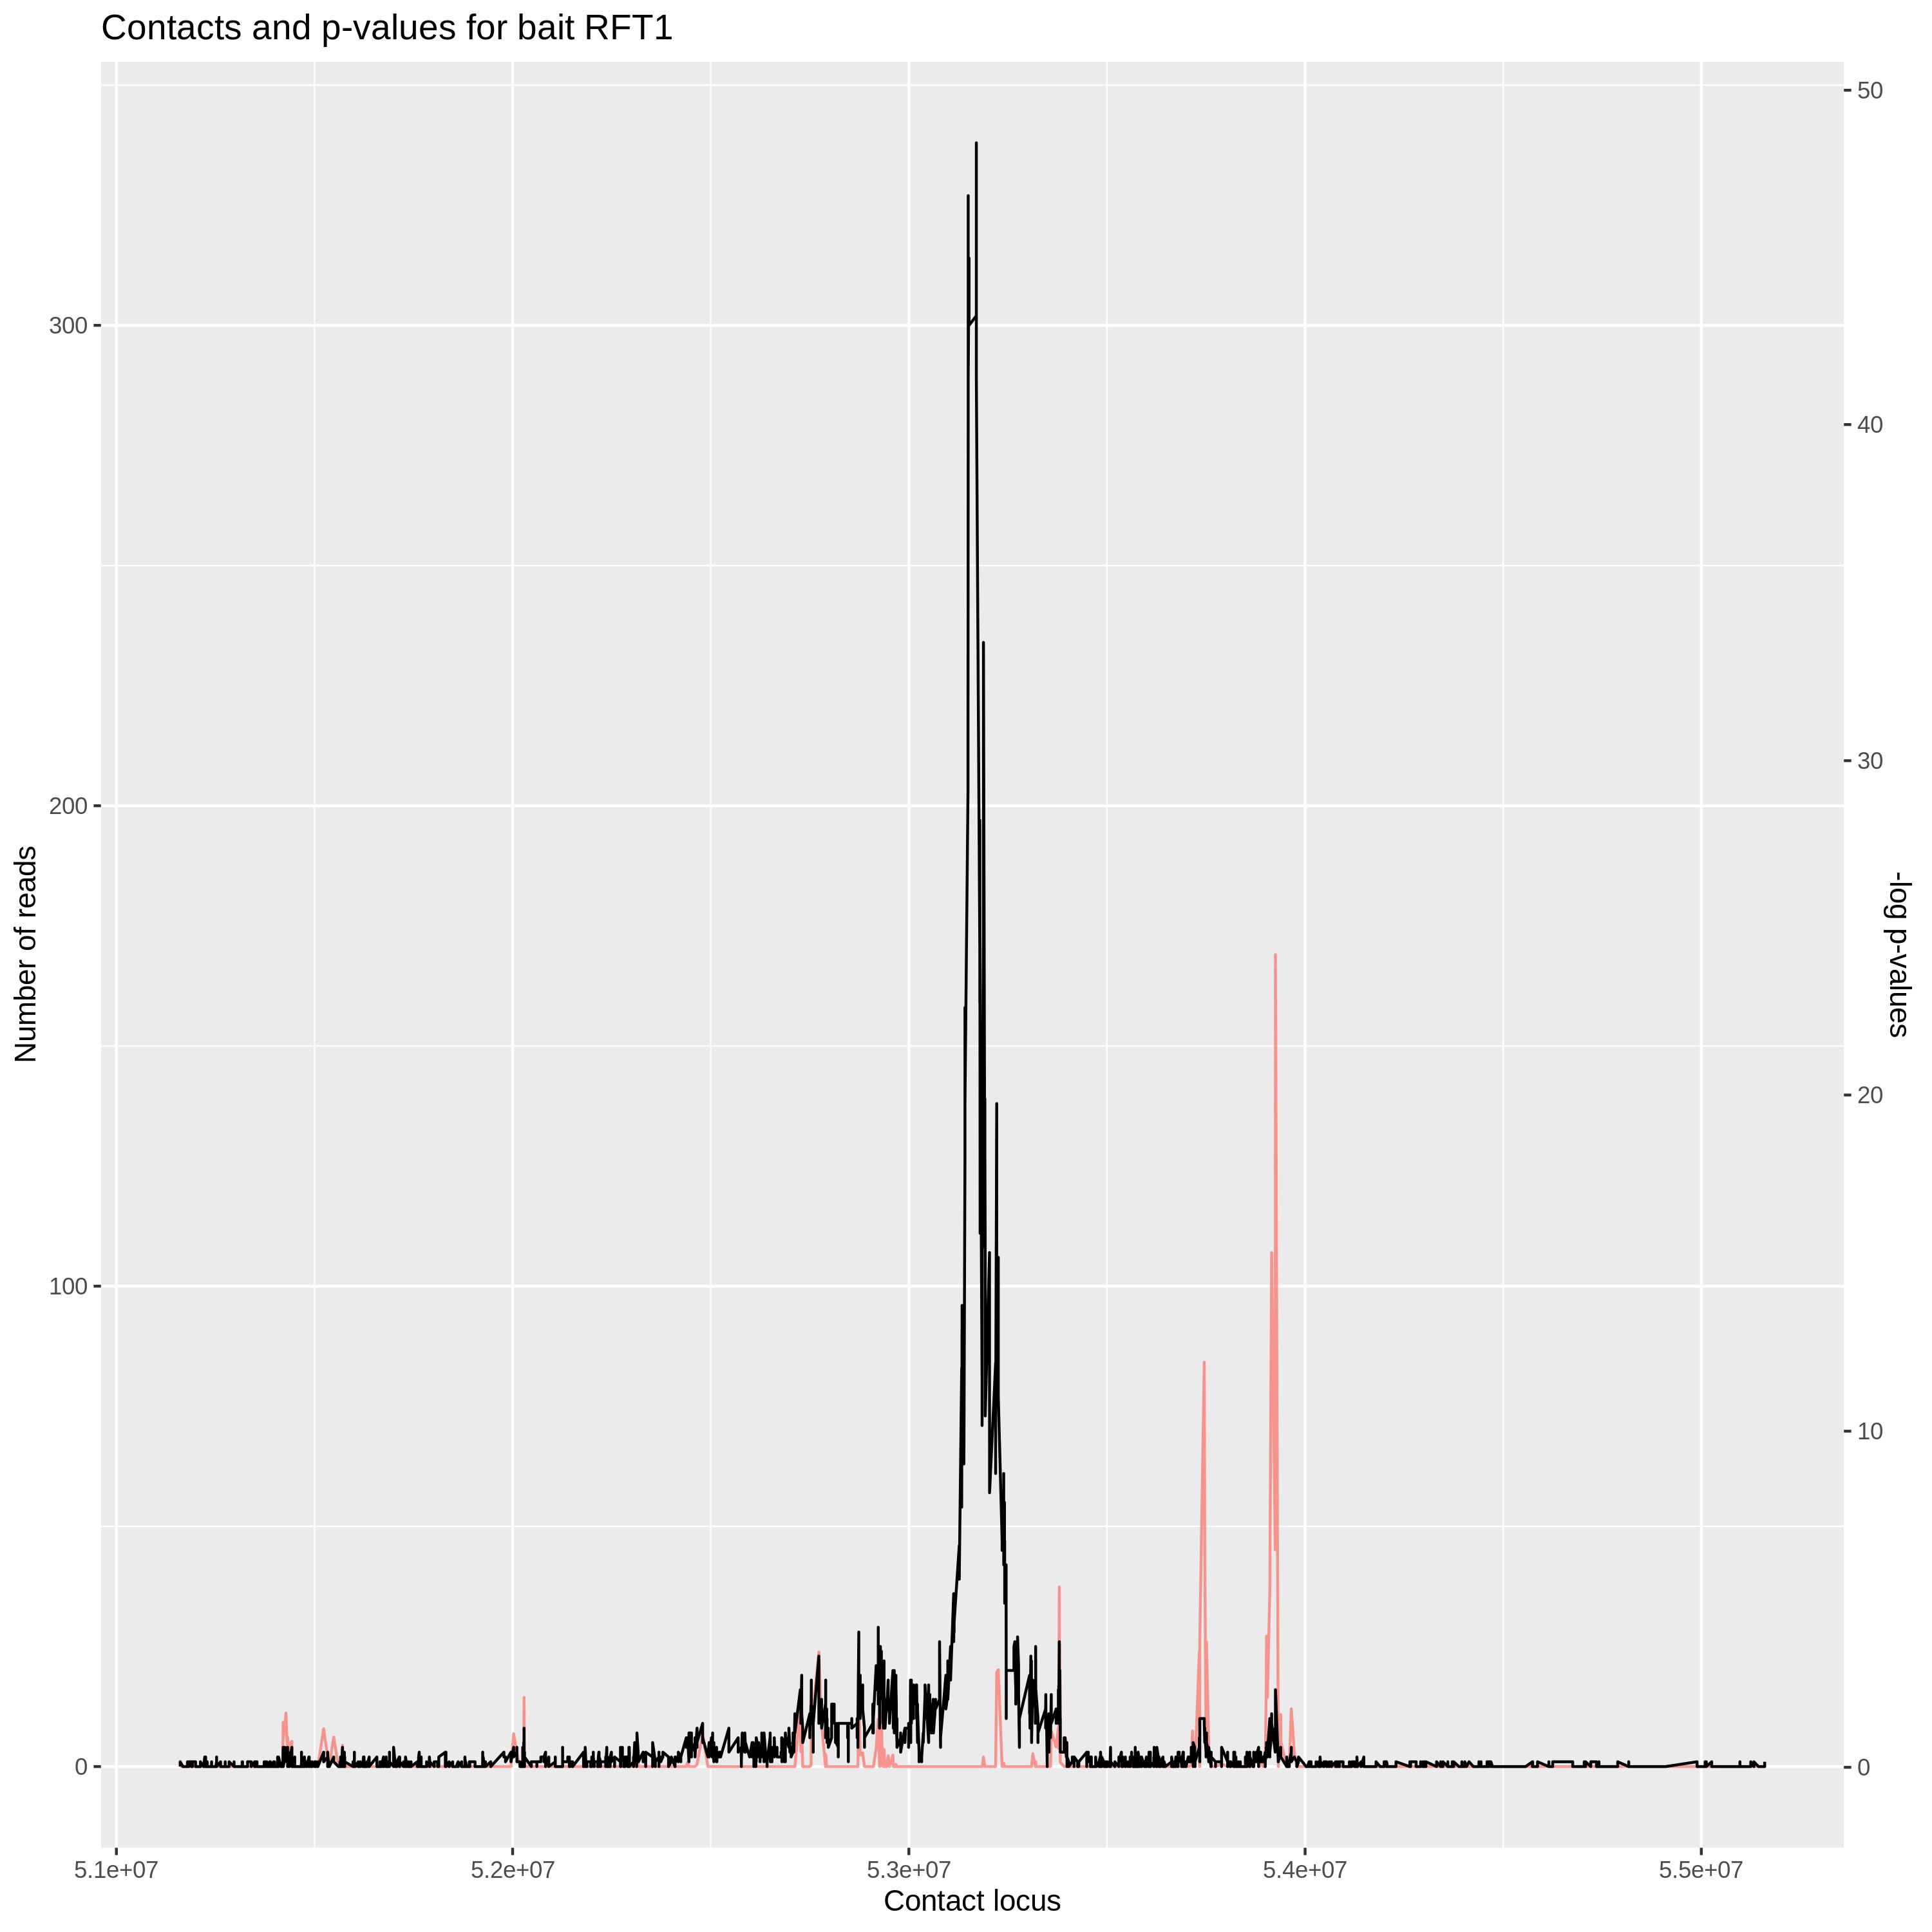 Contacts and p-values for bait RFT1
Number of reads
300
200
100
0
50
40
30
20
10
0
-log p-values
5.1e+07
5.2e+07
5.3e+07
5.4e+07
5.5e+07
Contact locus